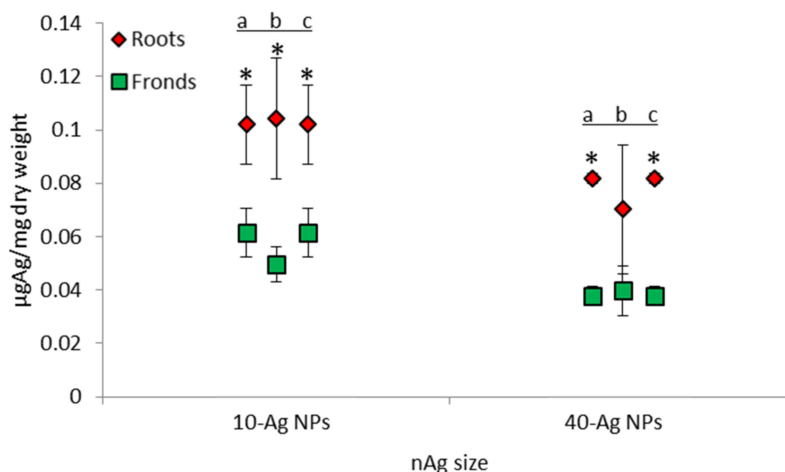 0.14
0.12
0.1
0.08
0.06
0.04
0.02
0
µgAg/mg dry weight
Roots
Fronds
a b c
* * *
a b c
* *
10-Ag NPs 40-Ag NPs
nAg size